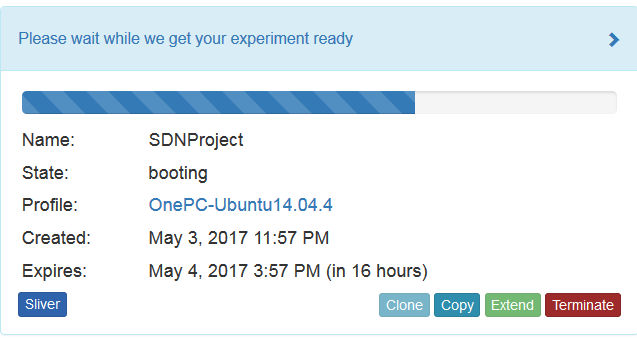 Please wait while we get your experiment ready
Name: SDNProject
State: booting
Profile: OnePC-Ubuntu14.04.4
Created: May 3, 2017 11:57 PM
Expires: May 4, 2017 3:57 PM (in 16 hours)
Sliver Clone Copy Extend Terminate